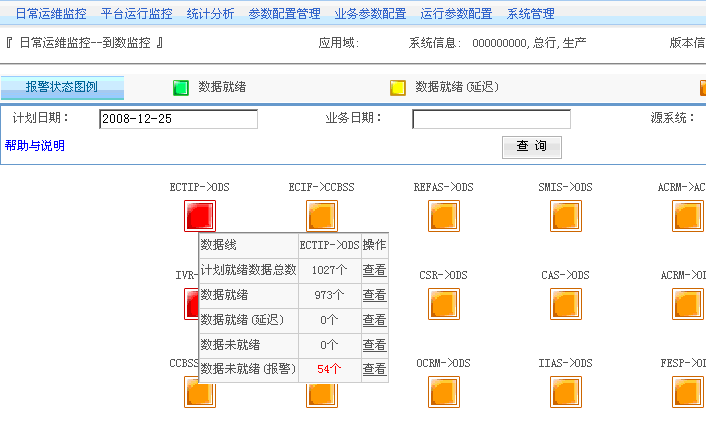 日常运维监控 平台运行监控 统计分析 参数配置管理 业务参数配置 运行参数配置 系统管理
『 日常运维监控--到数监控 』 应用域: 系统信息: 000000000,总行,生产 版本信
报警状态图例 数据就绪 数据就绪(延迟)
计划日期: 2008-12-25 业务日期: 源系统:
帮助与说明 查 询
ECTIP->ODS ECIF->CCBSS REFAS->ODS SMIS->ODS ACRM->AC
数据线 ECTIP->ODS 操作
计划就绪数据总数 1027个 查看
IVR- CSR->ODS CAS->ODS ACRM->O
数据就绪 973个 查看
数据就绪(延迟) 0个 查看
数据未就绪 0个 查看
CCBSS OCRM->ODS IIAS->ODS FESP->O
数据未就绪(报警) 54个 查看